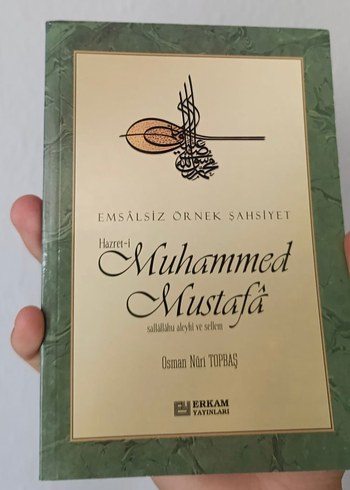 EMSÂLSİZ ÖRNEK ŞAHSİYET
Hazret-i
Muhammed
Mustafâ
sallâllâhu aleyhi ve sellem
Osman Nûri TOPBAŞ
ERKAM
YAYINLARI